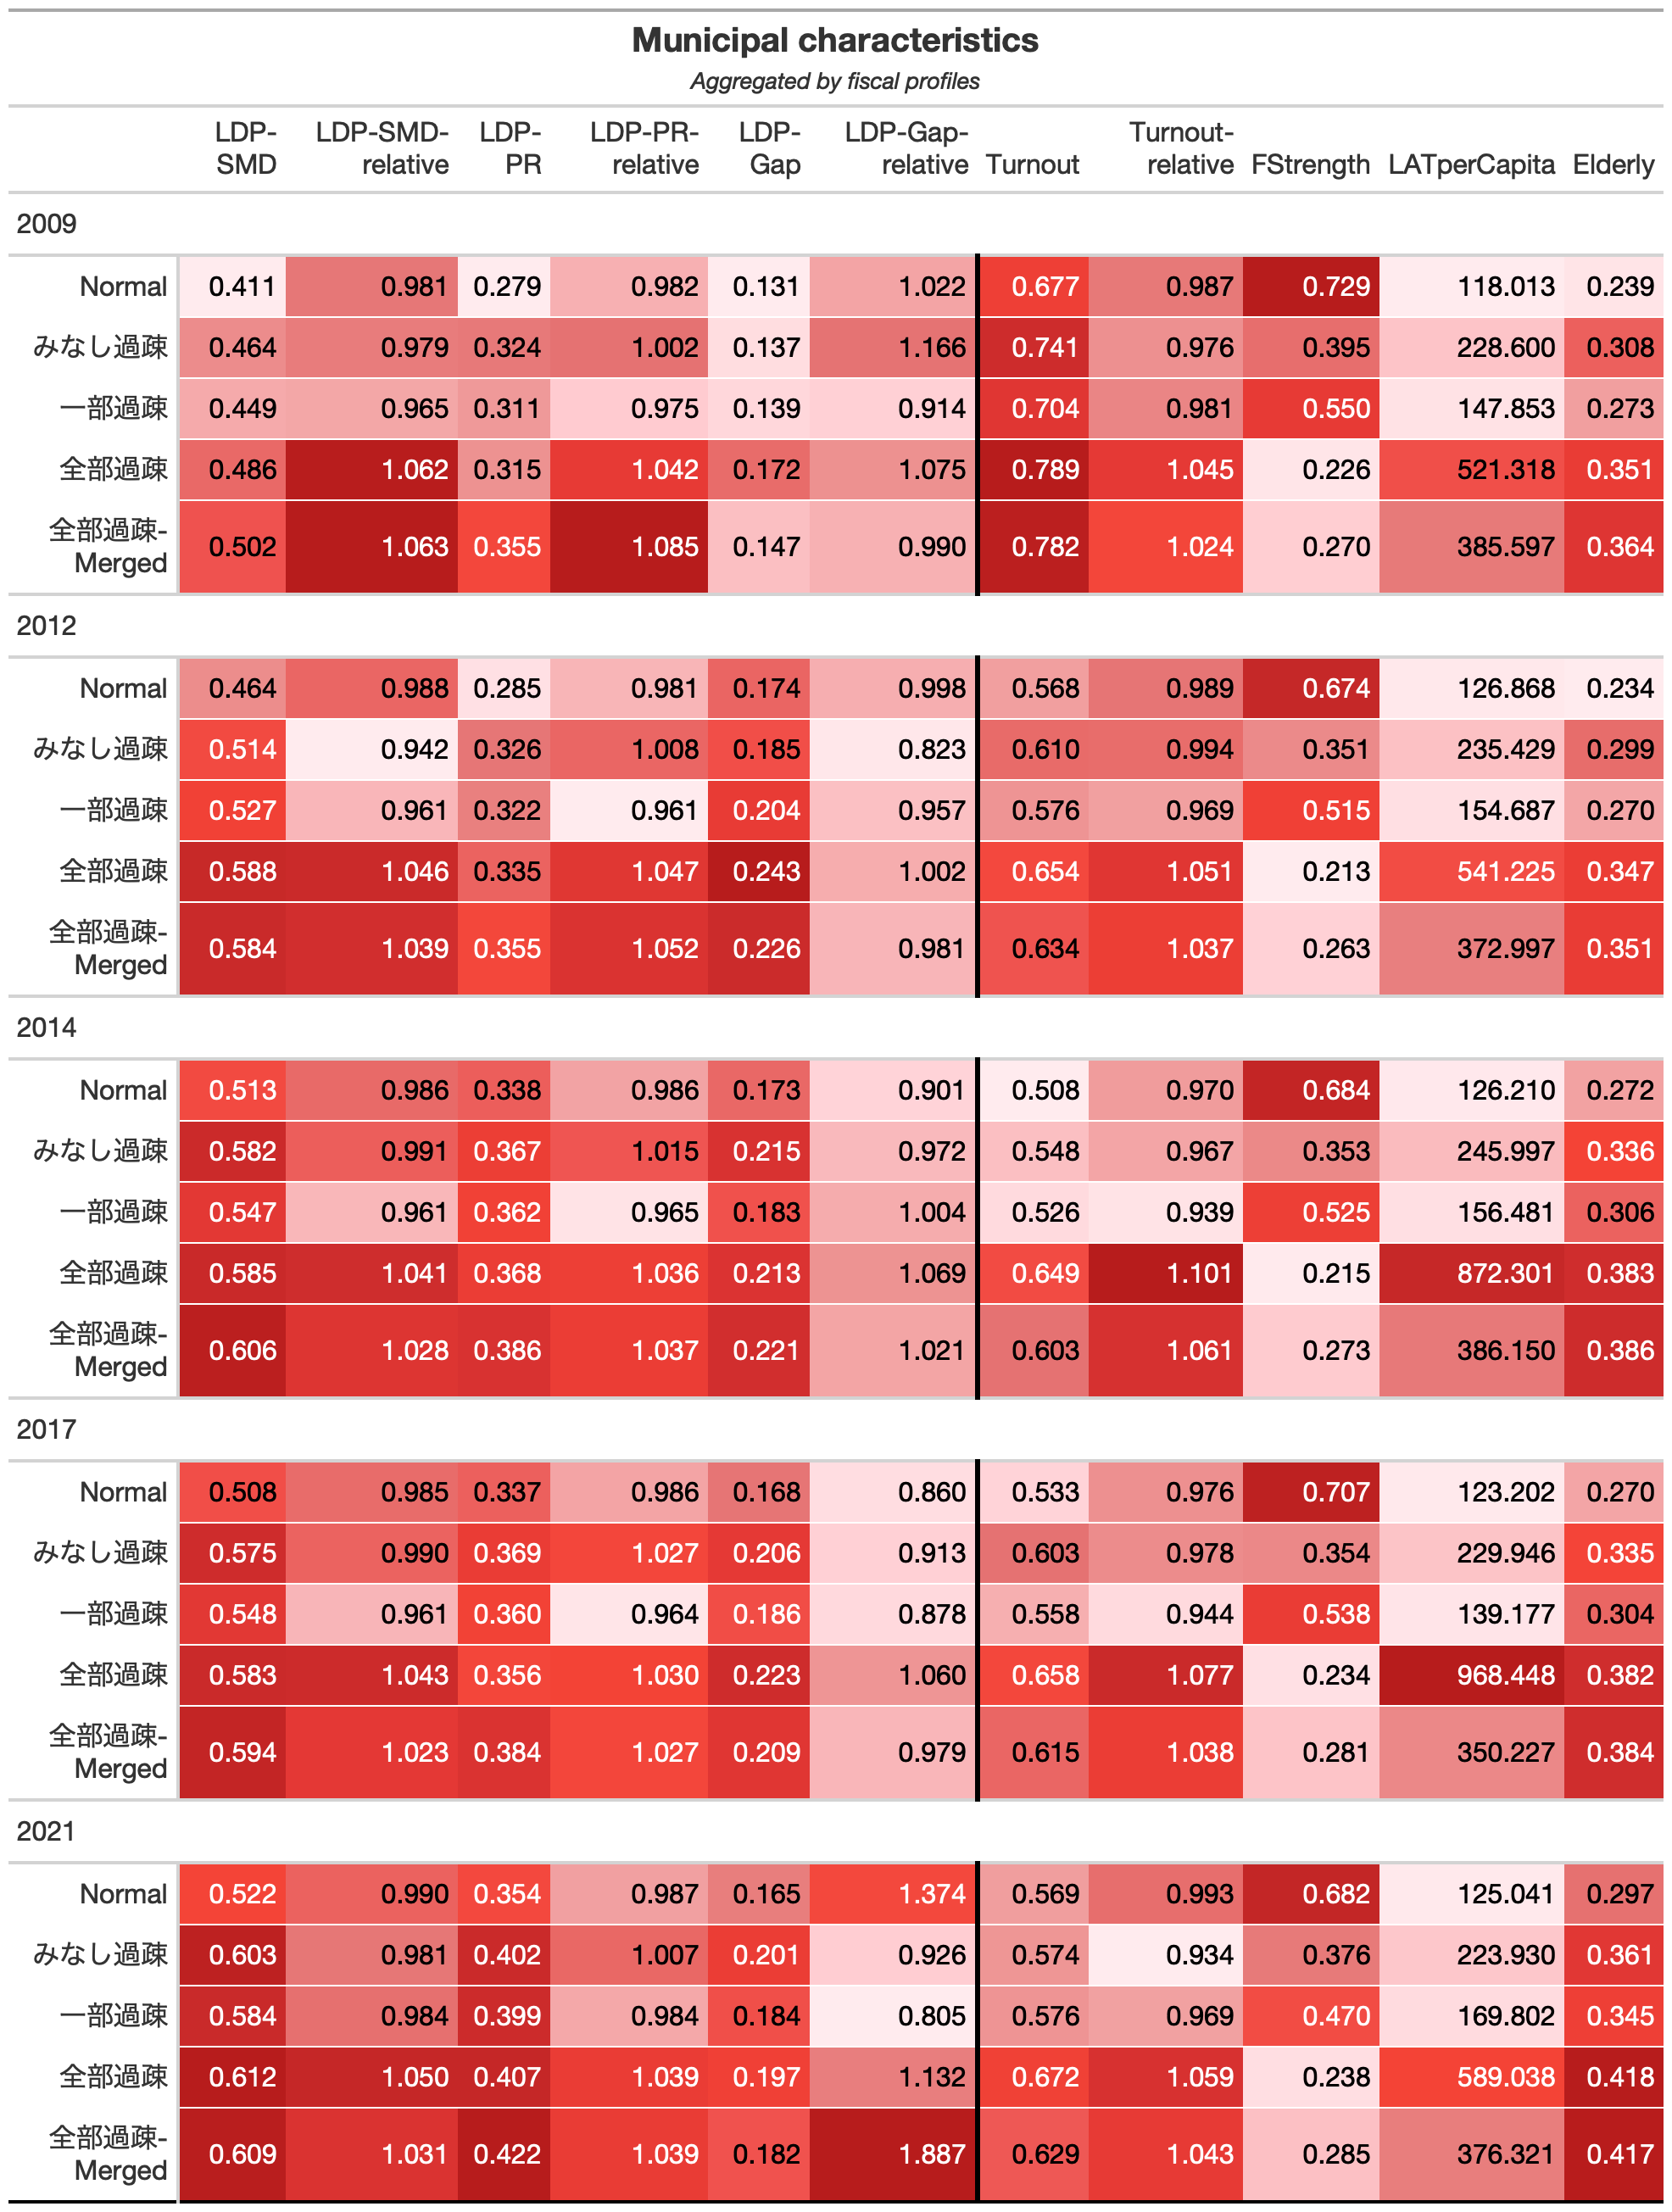 Municipal characteristics
Aggregated by fiscal profiles
LDP-SMD LDP-SMD-relative LDP-PR LDP-PR-relative LDP-Gap LDP-Gap-relative Turnout Turnout-relative FStrength LATperCapita Elderly
2009
Normal 0.411 0.981 0.279 0.982 0.131 1.022 0.677 0.987 0.729 118.013 0.239
みなし過疎 0.464 0.979 0.324 1.002 0.137 1.166 0.741 0.976 0.395 228.600 0.308
一部過疎 0.449 0.965 0.311 0.975 0.139 0.914 0.704 0.981 0.550 147.853 0.273
全部過疎 0.486 1.062 0.315 1.042 0.172 1.075 0.789 1.045 0.226 521.318 0.351
全部過疎-Merged 0.502 1.063 0.355 1.085 0.147 0.990 0.782 1.024 0.270 385.597 0.364
2012
Normal 0.464 0.988 0.285 0.981 0.174 0.998 0.568 0.989 0.674 126.868 0.234
みなし過疎 0.514 0.942 0.326 1.008 0.185 0.823 0.610 0.994 0.351 235.429 0.299
一部過疎 0.527 0.961 0.322 0.961 0.204 0.957 0.576 0.969 0.515 154.687 0.270
全部過疎 0.588 1.046 0.335 1.047 0.243 1.002 0.654 1.051 0.213 541.225 0.347
全部過疎-Merged 0.584 1.039 0.355 1.052 0.226 0.981 0.634 1.037 0.263 372.997 0.351
2014
Normal 0.513 0.986 0.338 0.986 0.173 0.901 0.508 0.970 0.684 126.210 0.272
みなし過疎 0.582 0.991 0.367 1.015 0.215 0.972 0.548 0.967 0.353 245.997 0.336
一部過疎 0.547 0.961 0.362 0.965 0.183 1.004 0.526 0.939 0.525 156.481 0.306
全部過疎 0.585 1.041 0.368 1.036 0.213 1.069 0.649 1.101 0.215 872.301 0.383
全部過疎-Merged 0.606 1.028 0.386 1.037 0.221 1.021 0.603 1.061 0.273 386.150 0.386
2017
Normal 0.508 0.985 0.337 0.986 0.168 0.860 0.533 0.976 0.707 123.202 0.270
みなし過疎 0.575 0.990 0.369 1.027 0.206 0.913 0.603 0.978 0.354 229.946 0.335
一部過疎 0.548 0.961 0.360 0.964 0.186 0.878 0.558 0.944 0.538 139.177 0.304
全部過疎 0.583 1.043 0.356 1.030 0.223 1.060 0.658 1.077 0.234 968.448 0.382
全部過疎-Merged 0.594 1.023 0.384 1.027 0.209 0.979 0.615 1.038 0.281 350.227 0.384
2021
Normal 0.522 0.990 0.354 0.987 0.165 1.374 0.569 0.993 0.682 125.041 0.297
みなし過疎 0.603 0.981 0.402 1.007 0.201 0.926 0.574 0.934 0.376 223.930 0.361
一部過疎 0.584 0.984 0.399 0.984 0.184 0.805 0.576 0.969 0.470 169.802 0.345
全部過疎 0.612 1.050 0.407 1.039 0.197 1.132 0.672 1.059 0.238 589.038 0.418
全部過疎-Merged 0.609 1.031 0.422 1.039 0.182 1.887 0.629 1.043 0.285 376.321 0.417